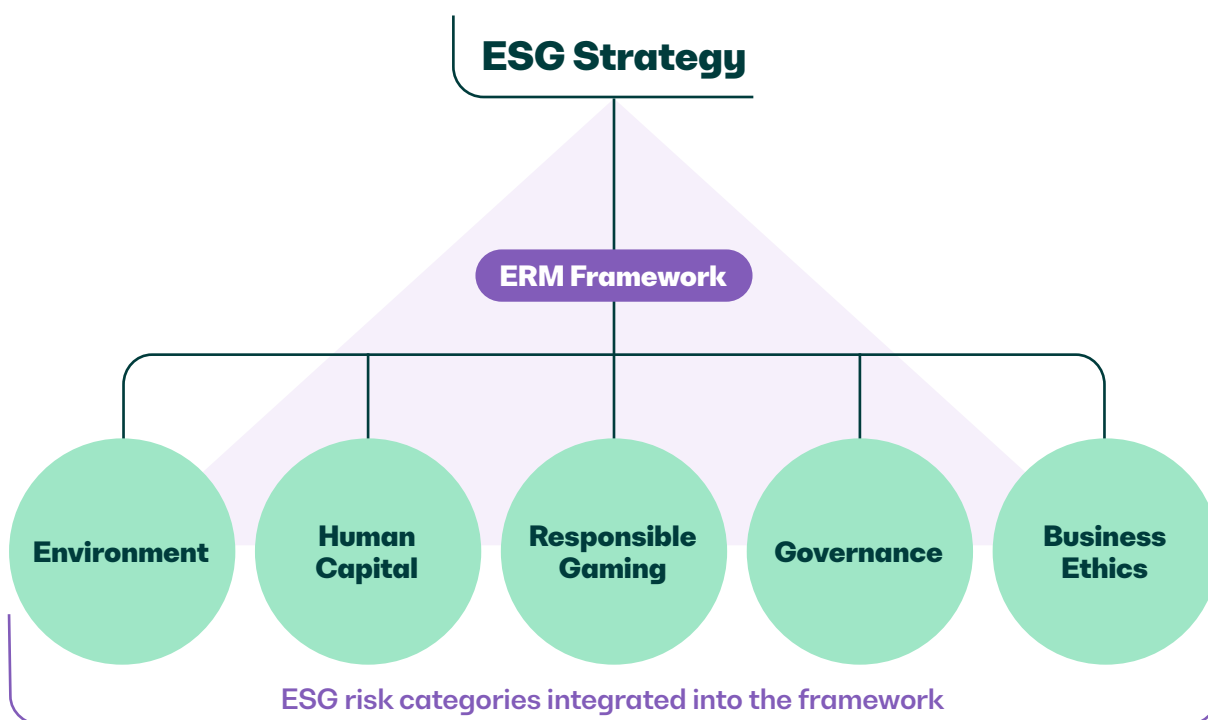 ESG Strategy
ERM Framework
Environment
Human
Capital
Responsible
Gaming
Governance
Business
Ethics
ESG risk categories integrated into the framework